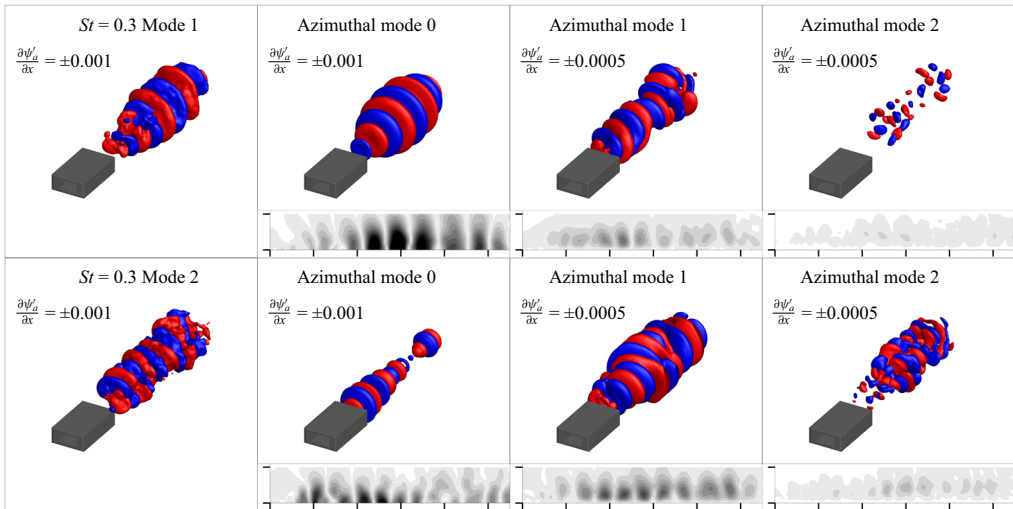 St = 0.3 Mode 1
∂ψ′ₐ/∂x = ±0.001
Azimuthal mode 0
∂ψ′ₐ/∂x = ±0.001
Azimuthal mode 1
∂ψ′ₐ/∂x = ±0.0005
Azimuthal mode 2
∂ψ′ₐ/∂x = ±0.0005
St = 0.3 Mode 2
∂ψ′ₐ/∂x = ±0.001
Azimuthal mode 0
∂ψ′ₐ/∂x = ±0.001
Azimuthal mode 1
∂ψ′ₐ/∂x = ±0.0005
Azimuthal mode 2
∂ψ′ₐ/∂x = ±0.0005